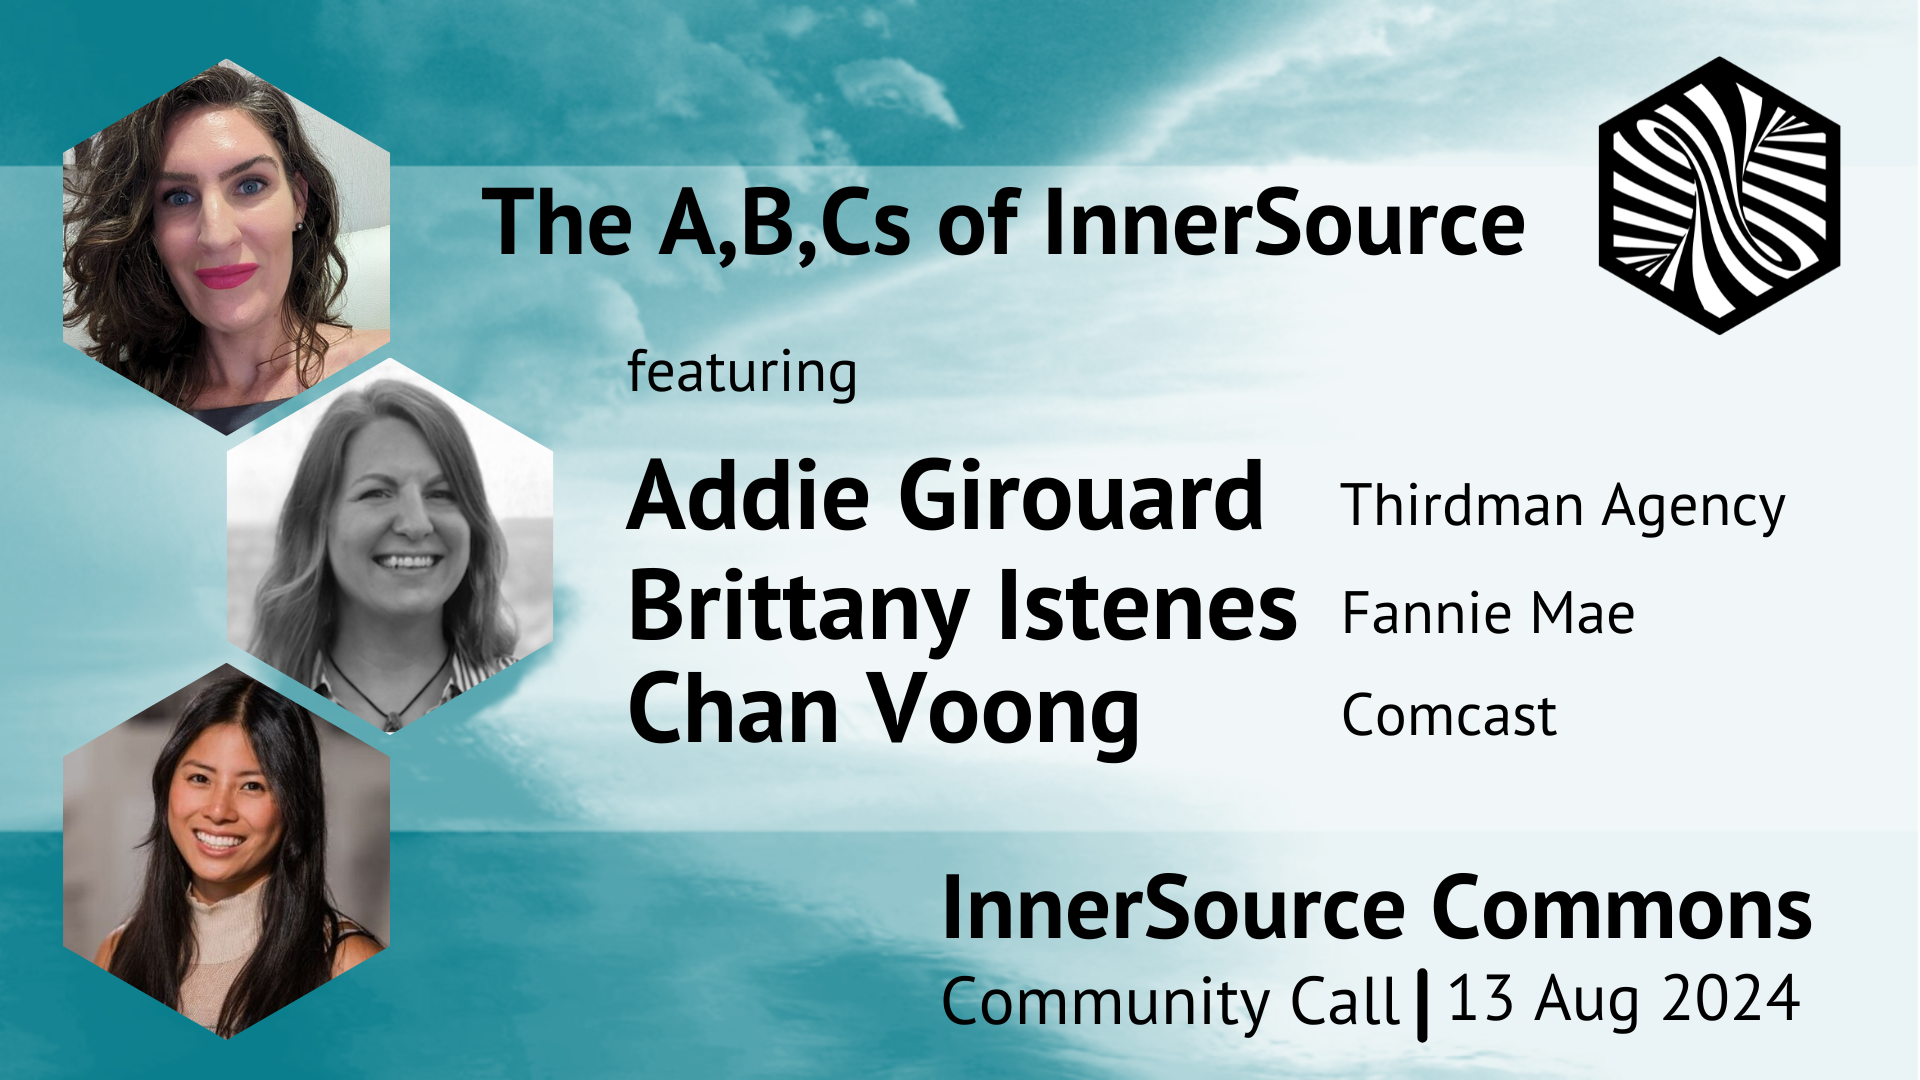 The A,B,Cs of InnerSource
featuring
Addie Girouard Thirdman Agency
Brittany Istenes Fannie Mae
Chan Voong Comcast
InnerSource Commons
Community Call | 13 Aug 2024